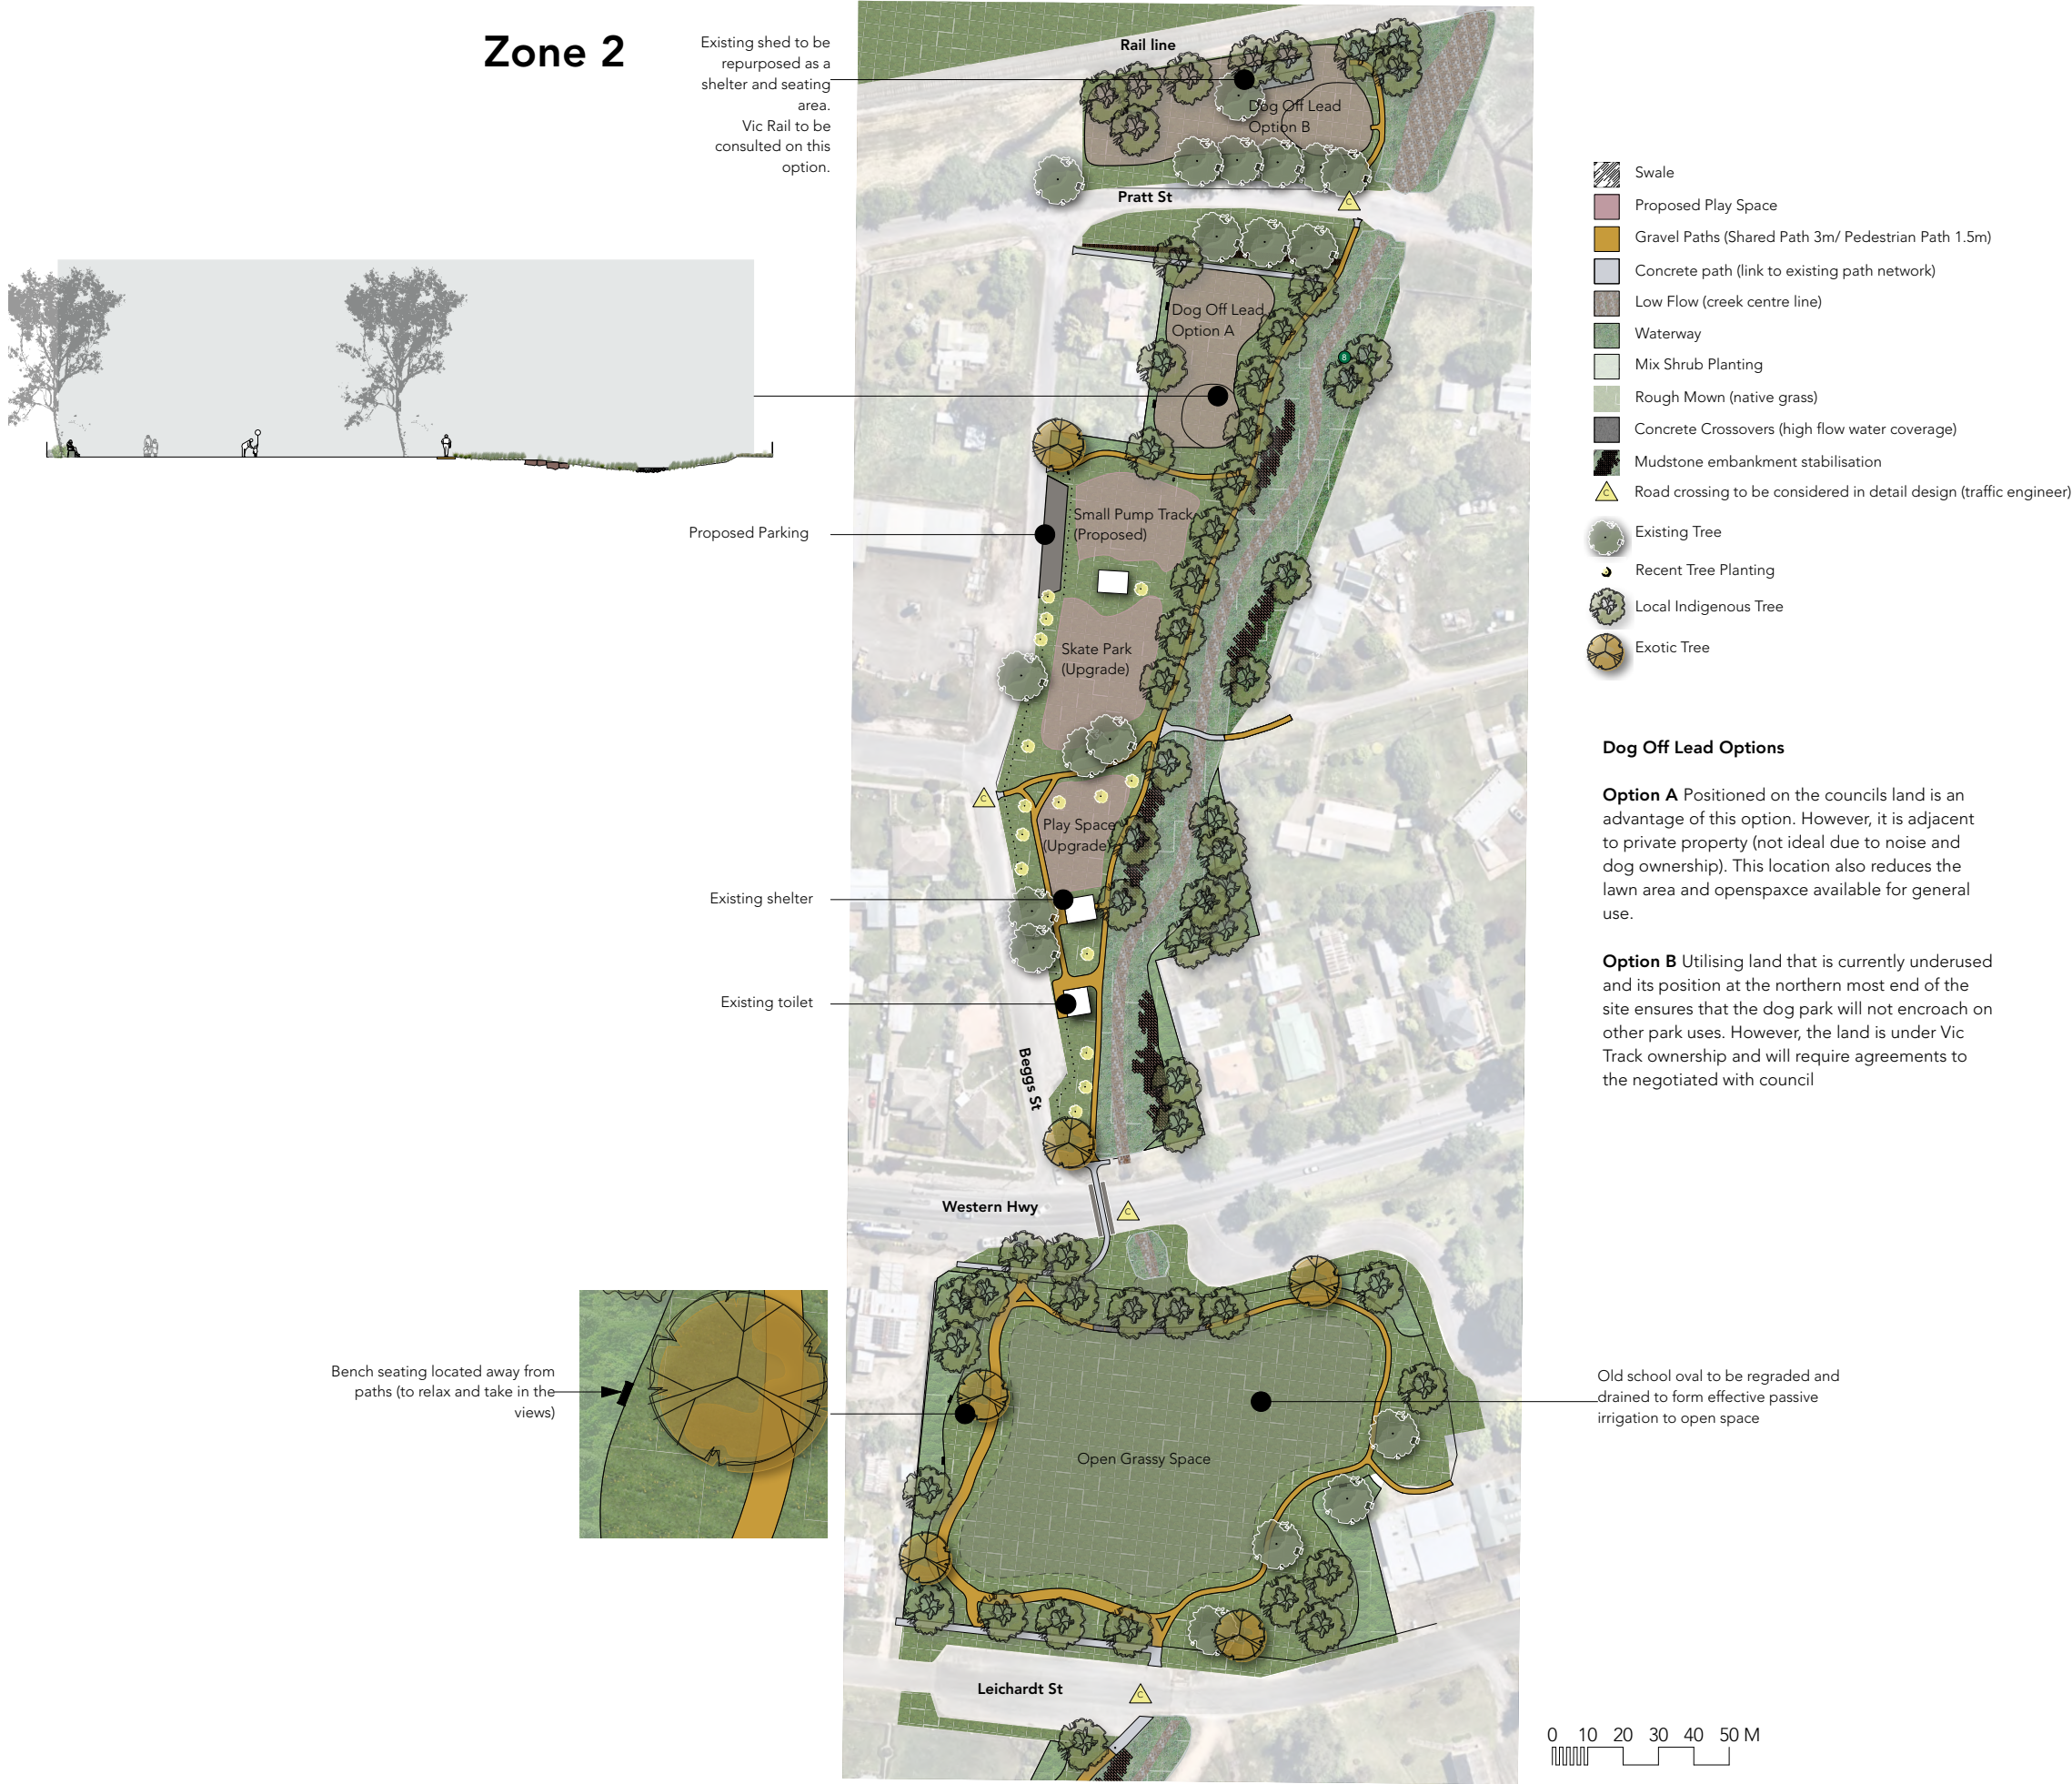 Zone 2
Existing shed to be
repurposed as a
shelter and seating
area.
Vic Rail to be
consulted on this
option.
Rail line
Dog Off Lead
Option B
Pratt St
C
Dog Off Lead
Option A
8
Proposed Parking
Small Pump Track
(Proposed)
Skate Park
(Upgrade)
C
Play Space
(Upgrade)
Existing shelter
Existing toilet
Beggs St
Western Hwy
C
Bench seating located away from
paths (to relax and take in the
views)
Open Grassy Space
Old school oval to be regraded and
drained to form effective passive
irrigation to open space
Leichardt St
C
Swale
Proposed Play Space
Gravel Paths (Shared Path 3m/ Pedestrian Path 1.5m)
Concrete path (link to existing path network)
Low Flow (creek centre line)
Waterway
Mix Shrub Planting
Rough Mown (native grass)
Concrete Crossovers (high flow water coverage)
Mudstone embankment stabilisation
C Road crossing to be considered in detail design (traffic engineer)
Existing Tree
Recent Tree Planting
Local Indigenous Tree
Exotic Tree
Dog Off Lead Options
Option A Positioned on the councils land is an
advantage of this option. However, it is adjacent
to private property (not ideal due to noise and
dog ownership). This location also reduces the
lawn area and openspaxce available for general
use.
Option B Utilising land that is currently underused
and its position at the northern most end of the
site ensures that the dog park will not encroach on
other park uses. However, the land is under Vic
Track ownership and will require agreements to
the negotiated with council
0 10 20 30 40 50 M